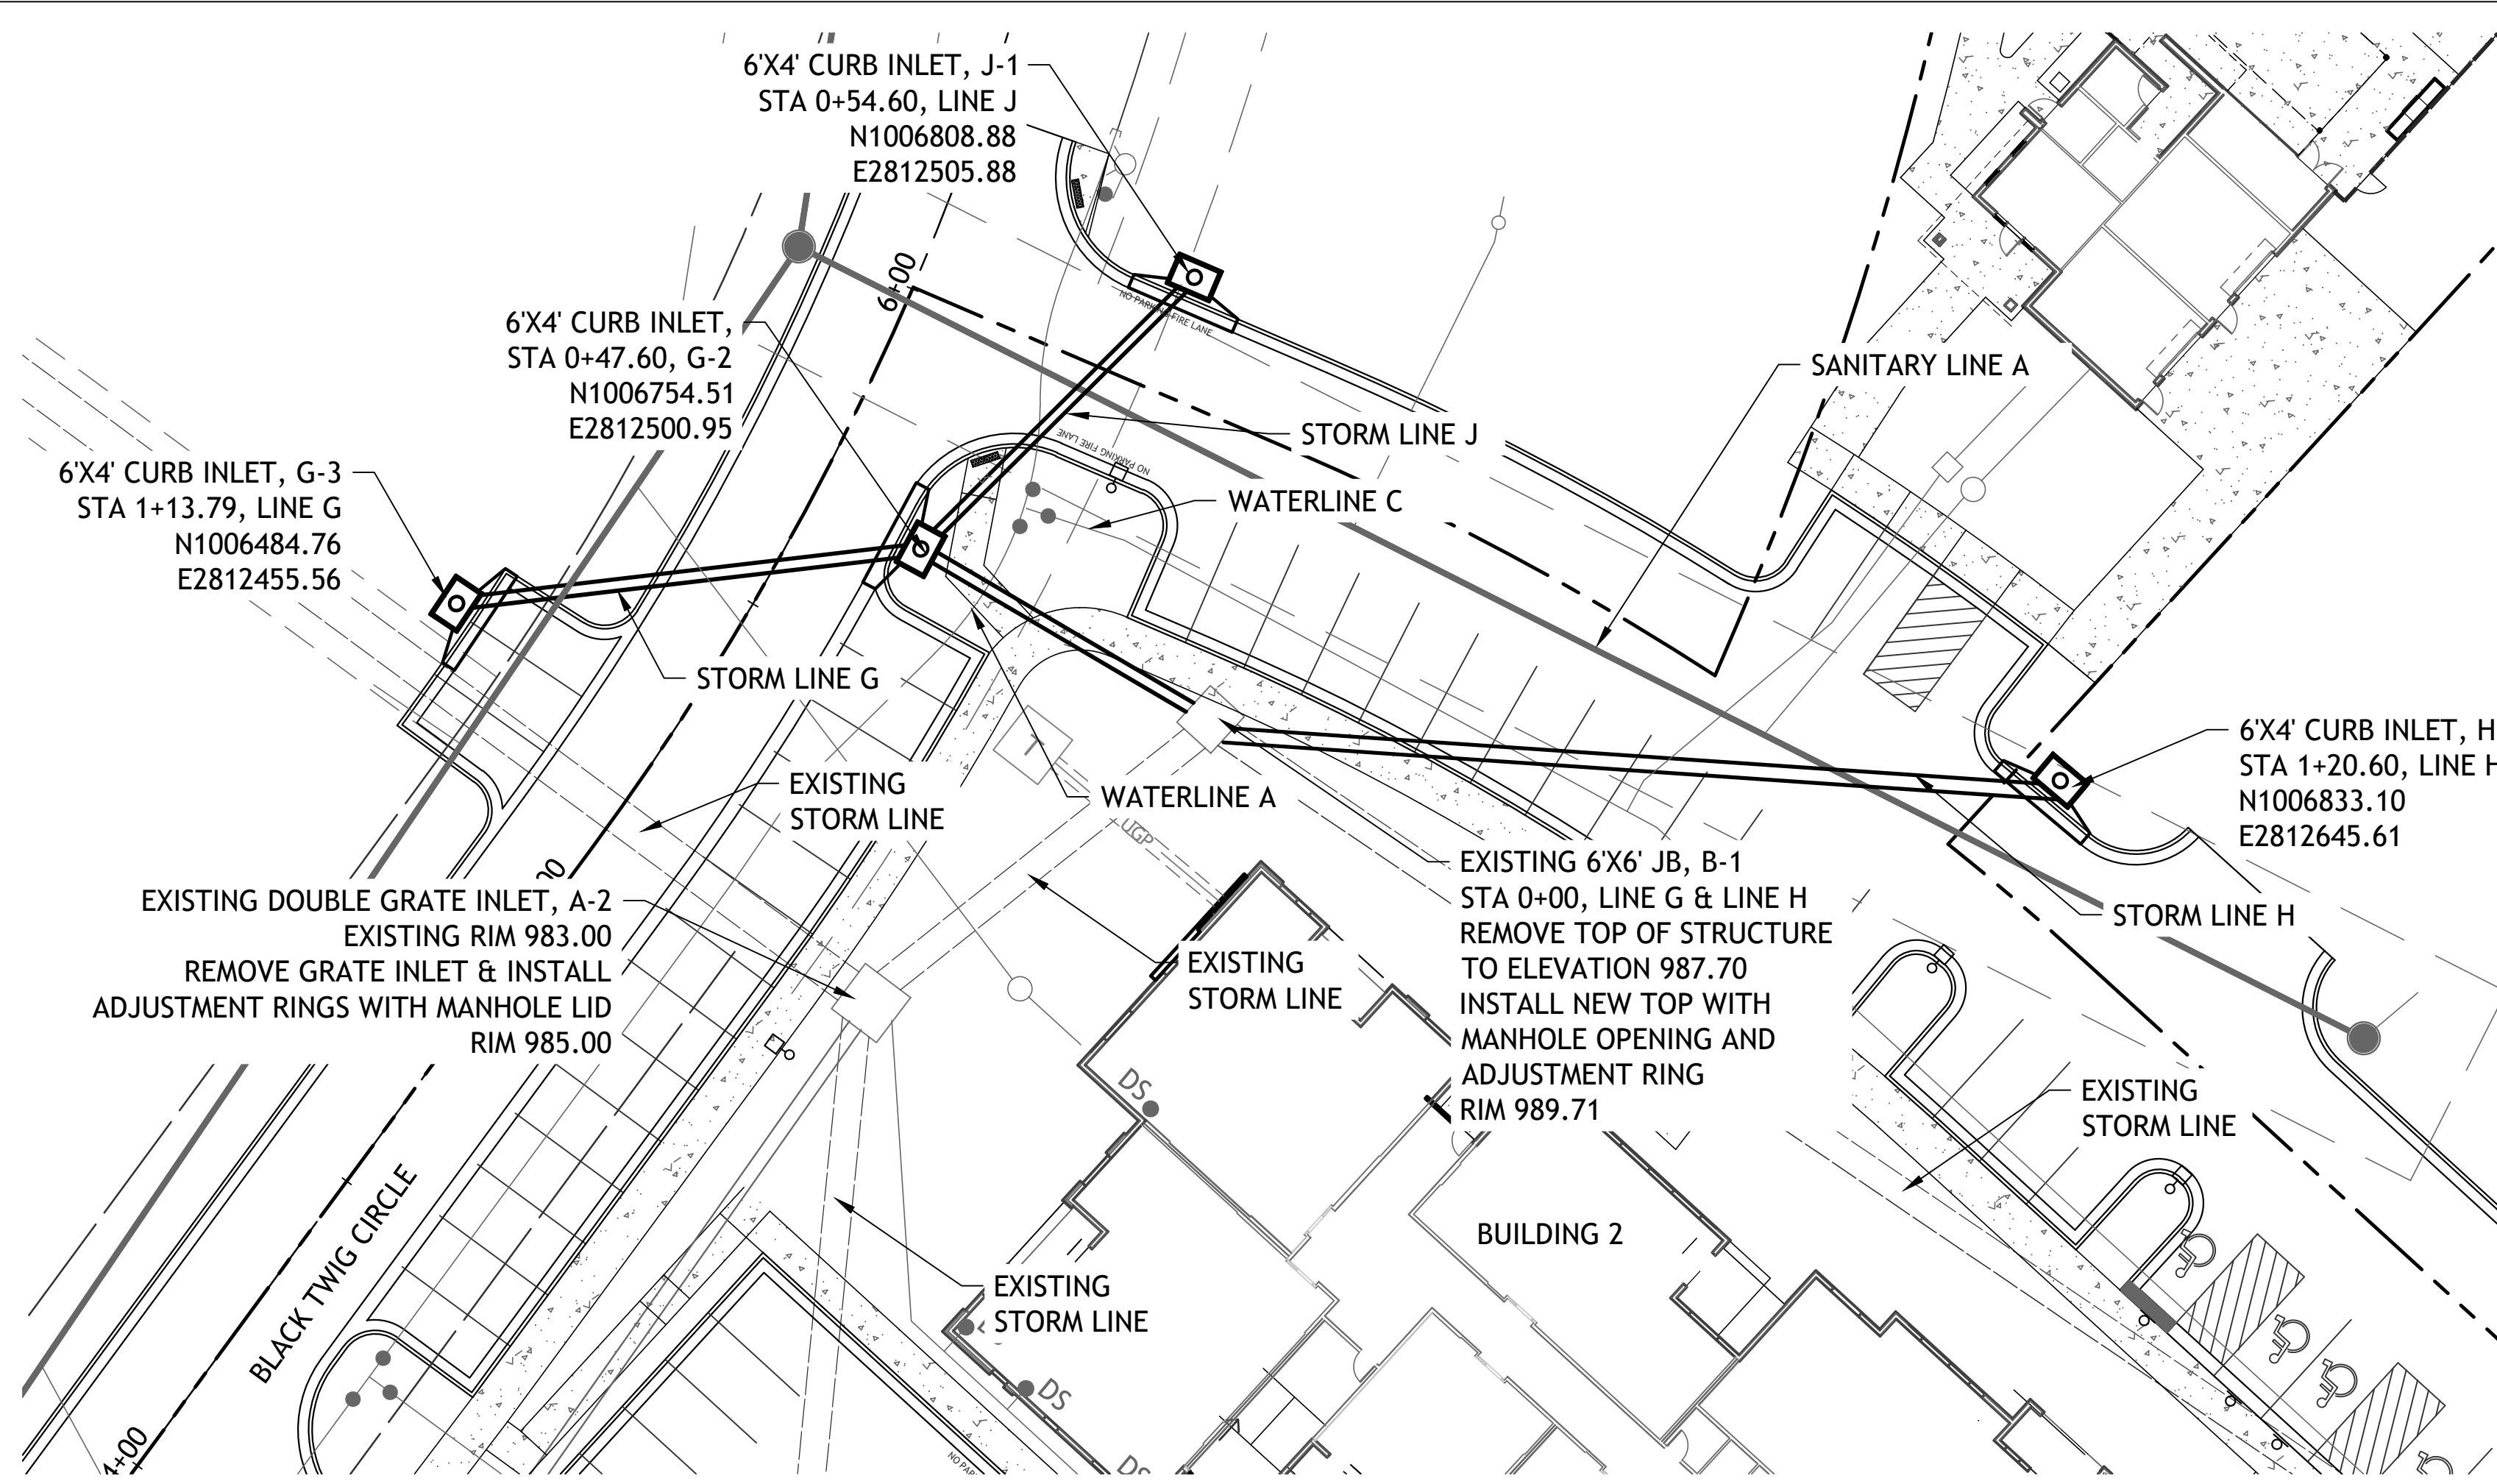 6'X4' CURB INLET, J-1
STA 0+54.60, LINE J
N1006808.88
E2812505.88
6+00
NO PARKING FIRE LANE
6'X4' CURB INLET,
STA 0+47.60, G-2
N1006754.51
E2812500.95
SANITARY LINE A
STORM LINE J
NO PARKING FIRE LANE
6'X4' CURB INLET, G-3
STA 1+13.79, LINE G
N1006484.76
E2812455.56
WATERLINE C
STORM LINE G
T
6'X4' CURB INLET, H
STA 1+20.60, LINE H
N1006833.10
E2812645.61
EXISTING
STORM LINE
WATERLINE A
UGP
EXISTING 6'X6' JB, B-1
STA 0+00, LINE G & LINE H
REMOVE TOP OF STRUCTURE
TO ELEVATION 987.70
INSTALL NEW TOP WITH
MANHOLE OPENING AND
ADJUSTMENT RING
RIM 989.71
00
EXISTING DOUBLE GRATE INLET, A-2
EXISTING RIM 983.00
REMOVE GRATE INLET & INSTALL
ADJUSTMENT RINGS WITH MANHOLE LID
RIM 985.00
STORM LINE H
EXISTING
STORM LINE
DS
EXISTING
STORM LINE
BLACK TWIG CIRCLE
BUILDING 2
EXISTING
STORM LINE
DS
4+00
NO PAR
DS